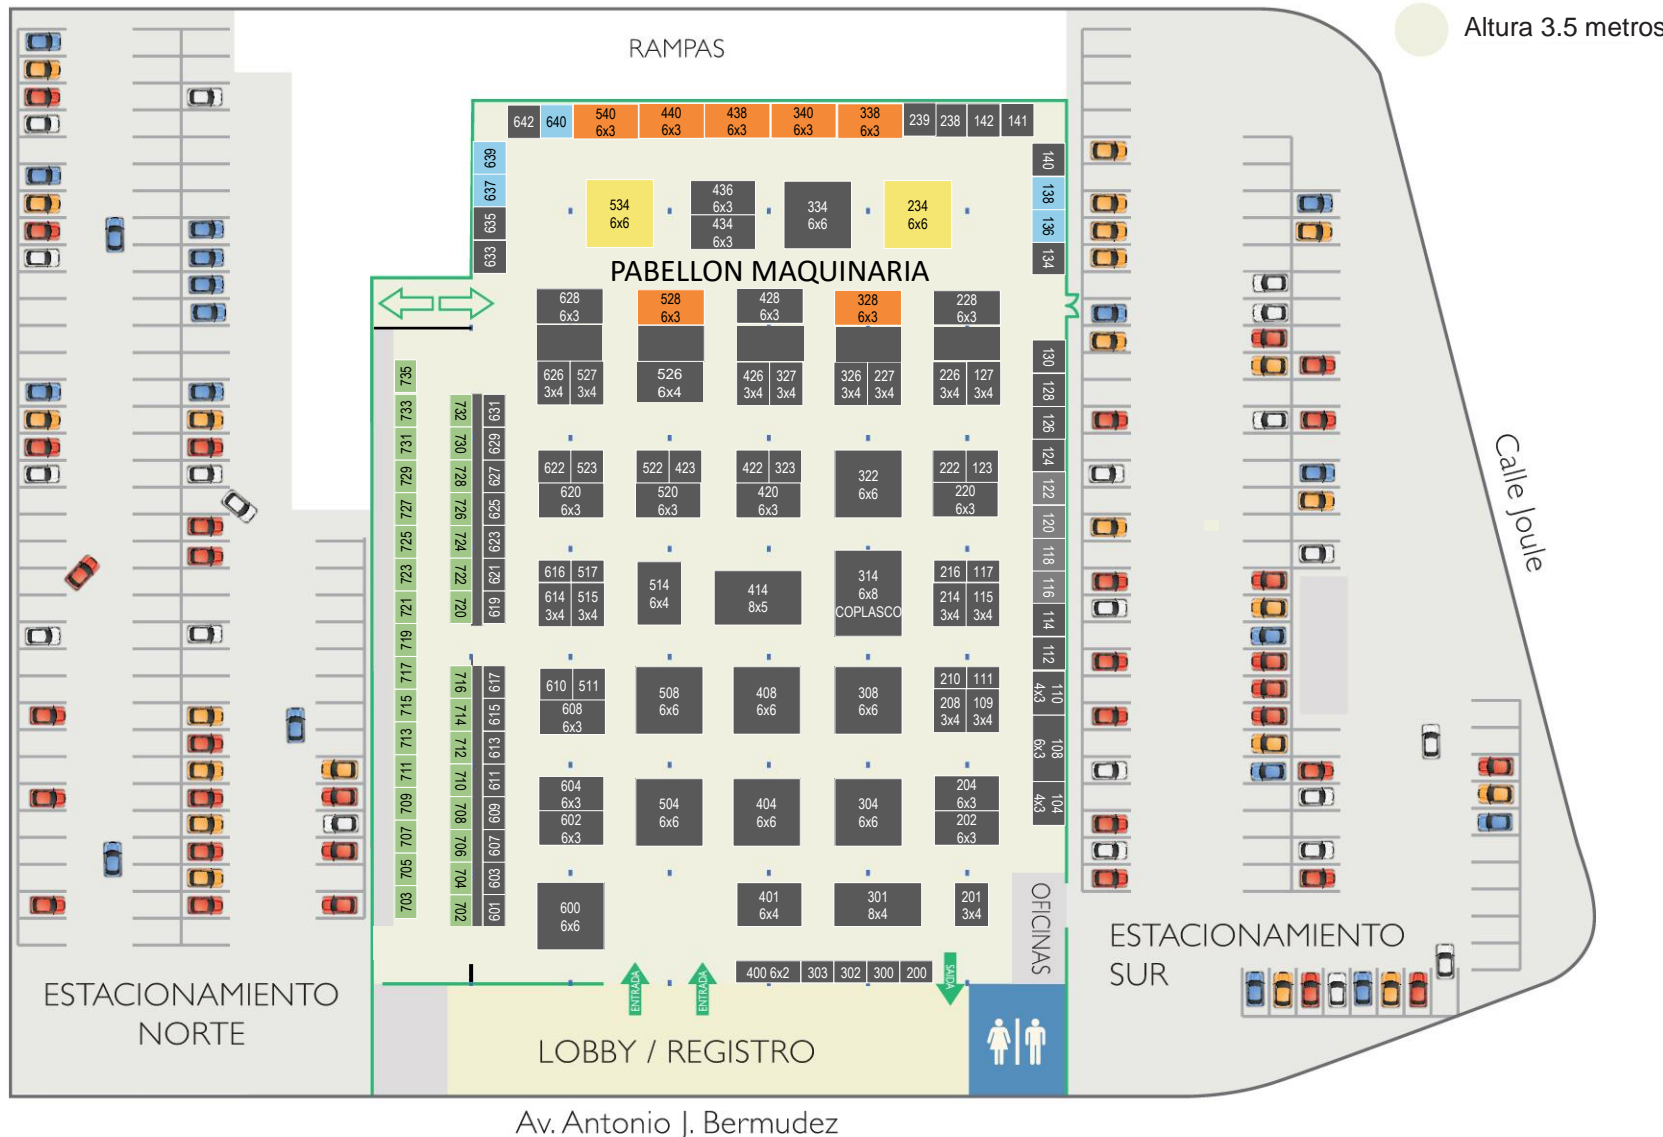 Altura 3.5 metros
RAMPAS
642 640 540 440 438 340 338 239 238 142 141
6x3 6x3 6x3 6x3 6x3
639
637
635
633
140
138
136
134
534
6x6
436
6x3
434
6x3
334
6x6
234
6x6
PABELLON MAQUINARIA
628
6x3
528
6x3
428
6x3
328
6x3
228
6x3
626 527
3x4 3x4
526
6x4
426 327
3x4 3x4
326 227
3x4 3x4
226 127
3x4 3x4
735
733
731
729
727
725
723
721
719
717
715
713
711
709
707
705
703
732
730
728
726
724
722
720
716
714
712
710
708
706
704
702
631
629
627
625
623
621
619
617
615
613
611
609
607
603
601
622 523
620
6x3
522 423
520
6x3
422 323
420
6x3
322
6x6
222 123
220
6x3
616 517
614 515
3x4 3x4
514
6x4
414
8x5
314
6x8
COPLASCO
216 117
214 115
3x4 3x4
610 511
608
6x3
508
6x6
408
6x6
308
6x6
210 111
208 109
3x4 3x4
604
6x3
602
6x3
504
6x6
404
6x6
304
6x6
204
6x3
202
6x3
600
6x6
401
6x4
301
8x4
201
3x4
130
128
126
124
122
120
118
116
114
112
110
4x3
108
6x3
104
4x3
400 6x2 303 302 300 200
ENTRADA
ENTRADA
SAIDA
OFICINAS
LOBBY / REGISTRO
ESTACIONAMIENTO
NORTE
ESTACIONAMIENTO
SUR
Calle Joule
Av. Antonio J. Bermudez